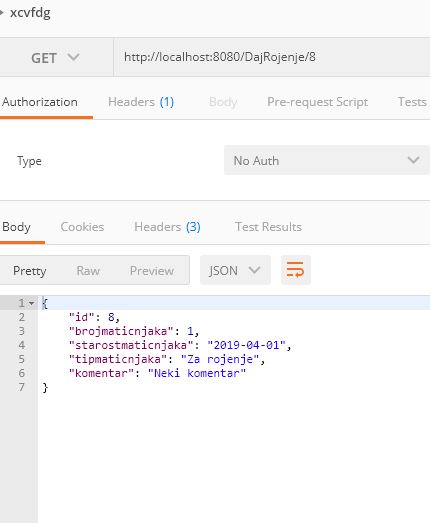 xcvfdg
GET http://localhost:8080/DajRojenje/8
Authorization Headers (1) Body Pre-request Script Tests
Type No Auth
Body Cookies Headers (3) Test Results
Pretty Raw Preview JSON
1 {
2 "id": 8,
3 "brojmaticnjaka": 1,
4 "starostmaticnjaka": "2019-04-01",
5 "tipmaticnjaka": "Za rojenje",
6 "komentar": "Neki komentar"
7 }